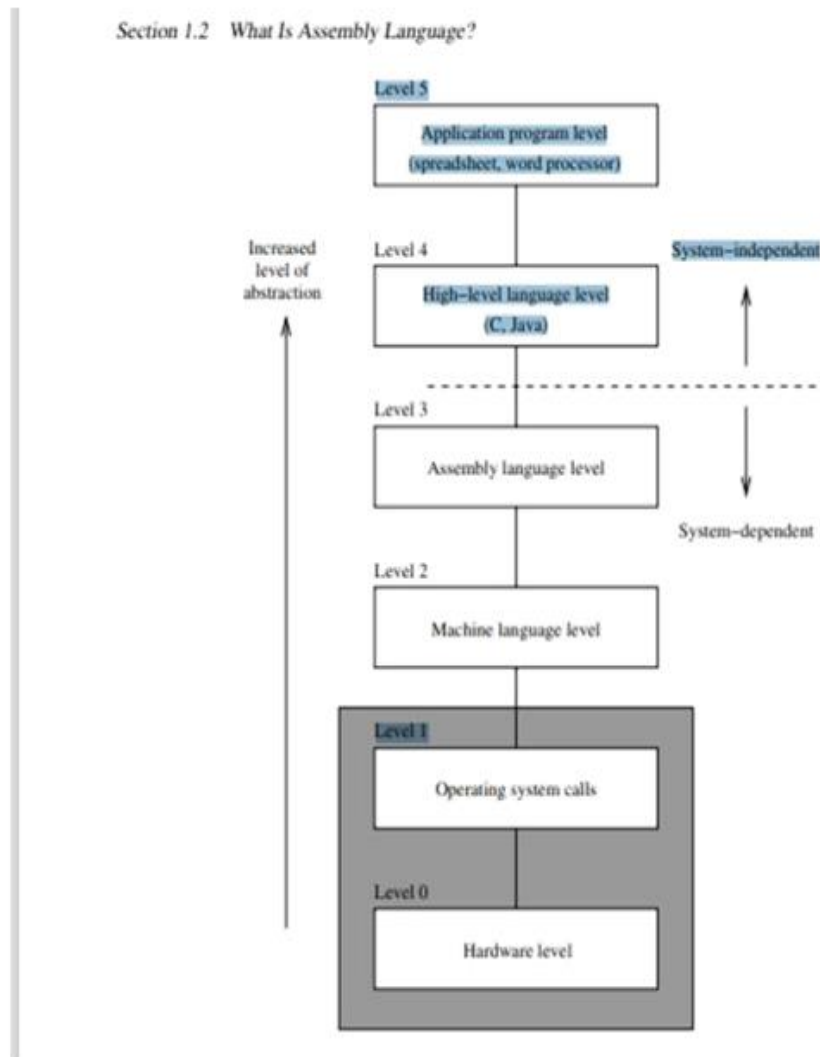 Section 1.2 What Is Assembly Language?
Level 5
Application program level
(spreadsheet, word processor)
Increased
level of
abstraction
Level 4
System-independent
High-level language level
(C, Java)
Level 3
Assembly language level
System-dependent
Level 2
Machine language level
Level 1
Operating system calls
Level 0
Hardware level